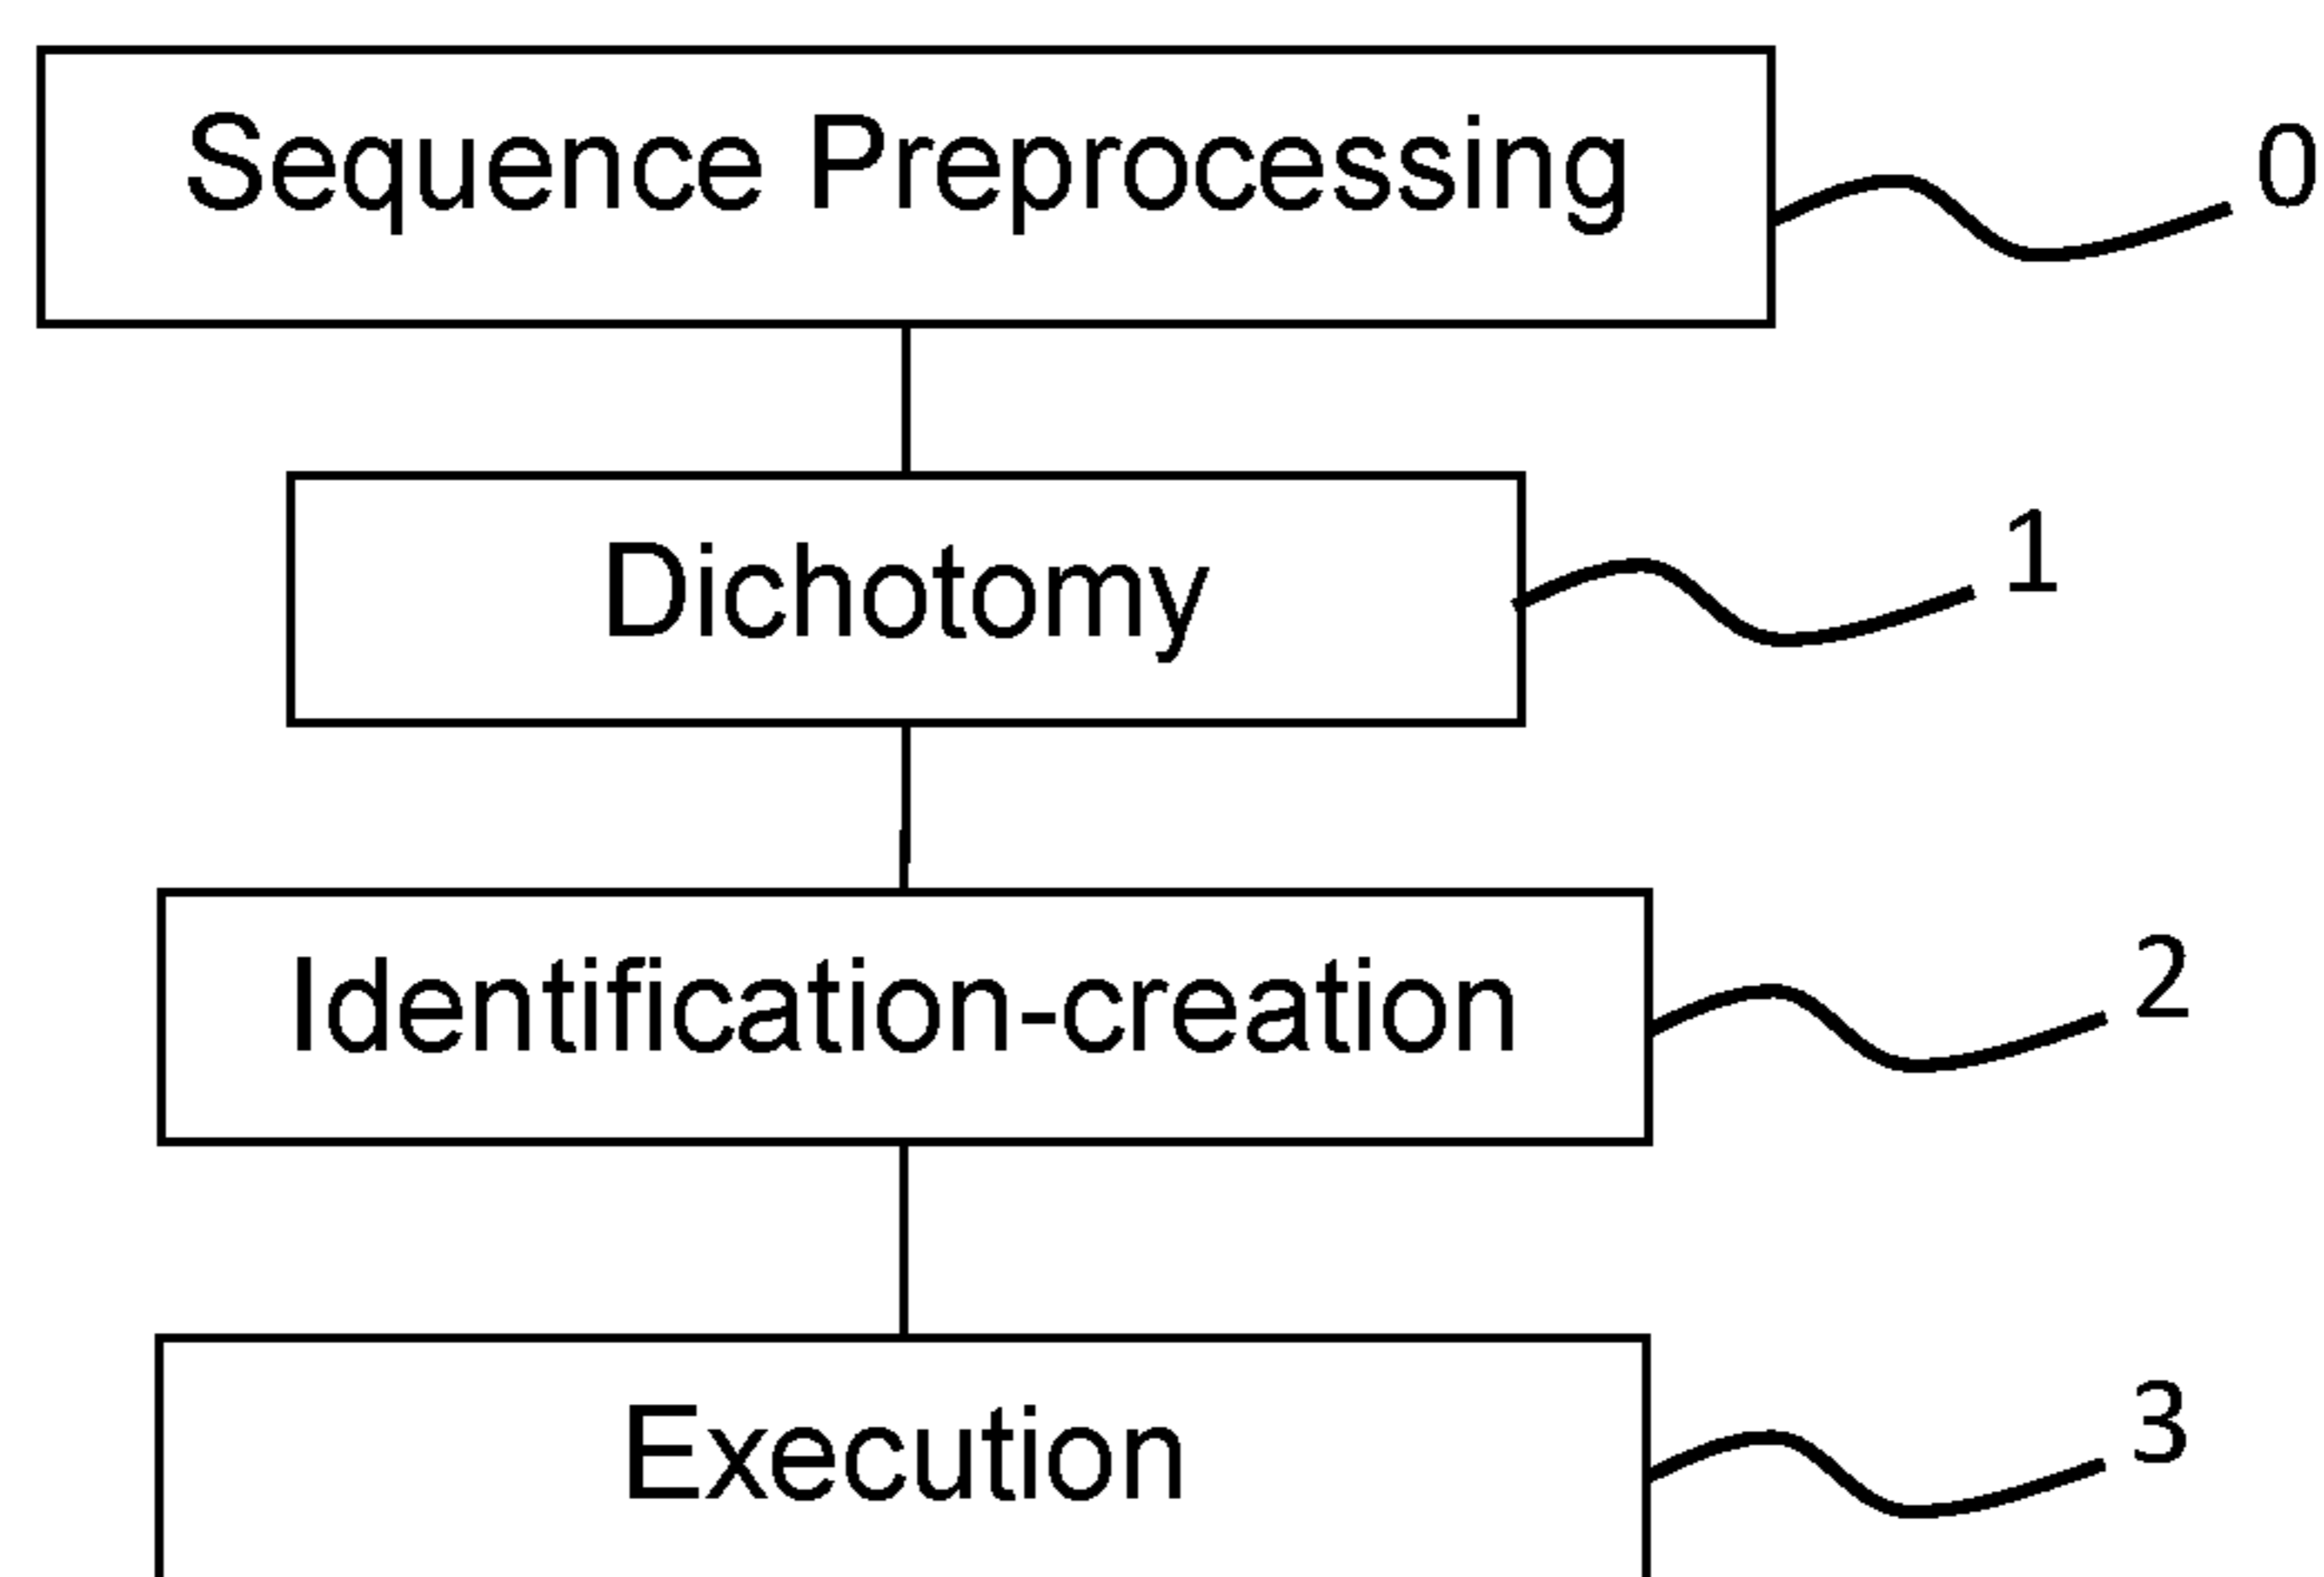 Sequence Preprocessing
0
Dichotomy
1
Identification-creation
2
Execution
3